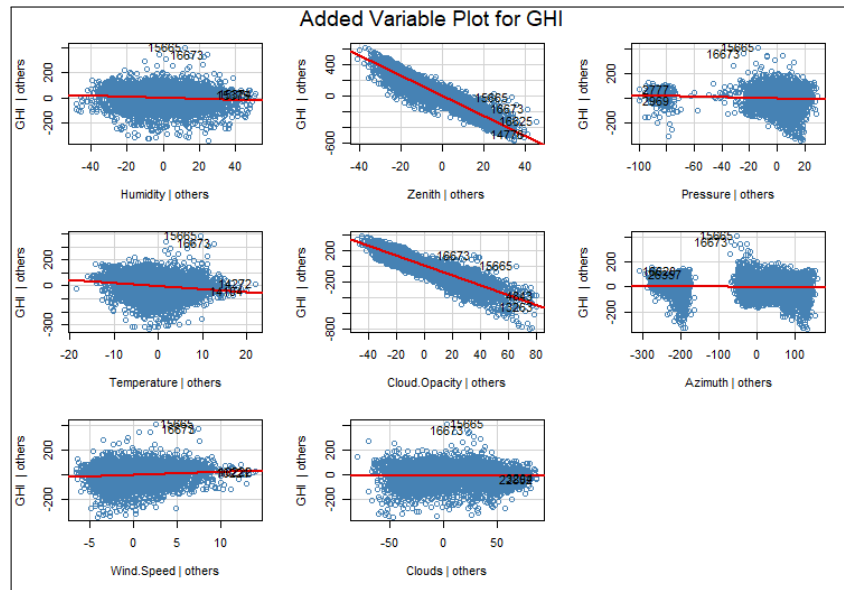 Added Variable Plot for GHI
GHI | others
200
0
200
15665
16673
-40 -20 0 20 40
Humidity | others
GHI | others
400
0
-600
15665
16673
16825
14776
-40 -20 0 20 40
Zenith | others
GHI | others
200
0
200
15665
16673
2777
2969
-100 -80 -60 -40 -20 0 20
Pressure | others
GHI | others
200
0
-300
15665
16673
14272
-20 -10 0 10 20
Temperature | others
GHI | others
200
-200
-800
16673
15665
13263
-40 -20 0 20 40 60 80
Cloud.Opacity | others
GHI | others
200
0
-200
15665
16673
-300 -200 -100 0 100
Azimuth | others
GHI | others
200
0
200
15665
16673
-5 0 5 10
Wind.Speed | others
GHI | others
200
0
200
15665
16673
-50 0 50
Clouds | others